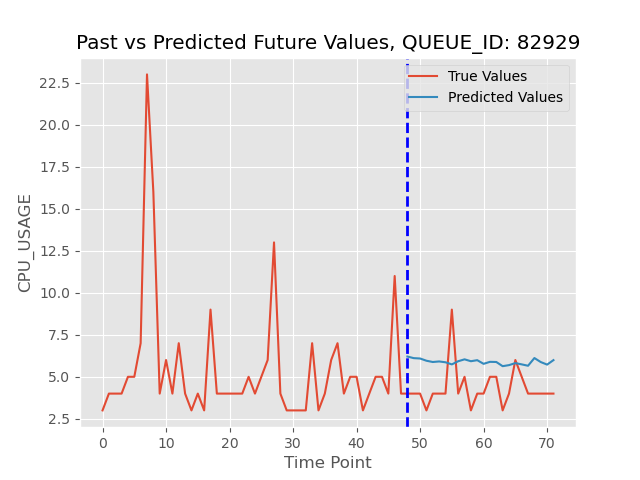 Past vs Predicted Future Values, QUEUE_ID: 82929
True Values
Predicted Values
22.5
20.0
17.5
15.0
12.5
10.0
7.5
5.0
2.5
CPU_USAGE
0 10 20 30 40 50 60 70
Time Point